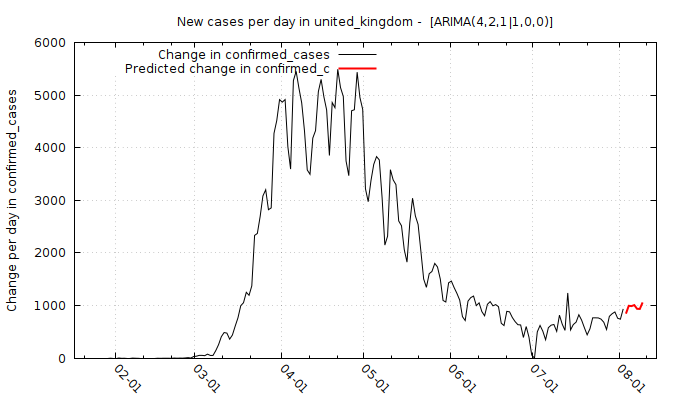 New cases per day in united_kingdom -  [ARIMA(4,2,1|1,0,0)]
Change in confirmed_cases
Predicted change in confirmed_c
Change per day in confirmed_cases
6000
5000
4000
3000
2000
1000
0
02-01 03-01 04-01 05-01 06-01 07-01 08-01